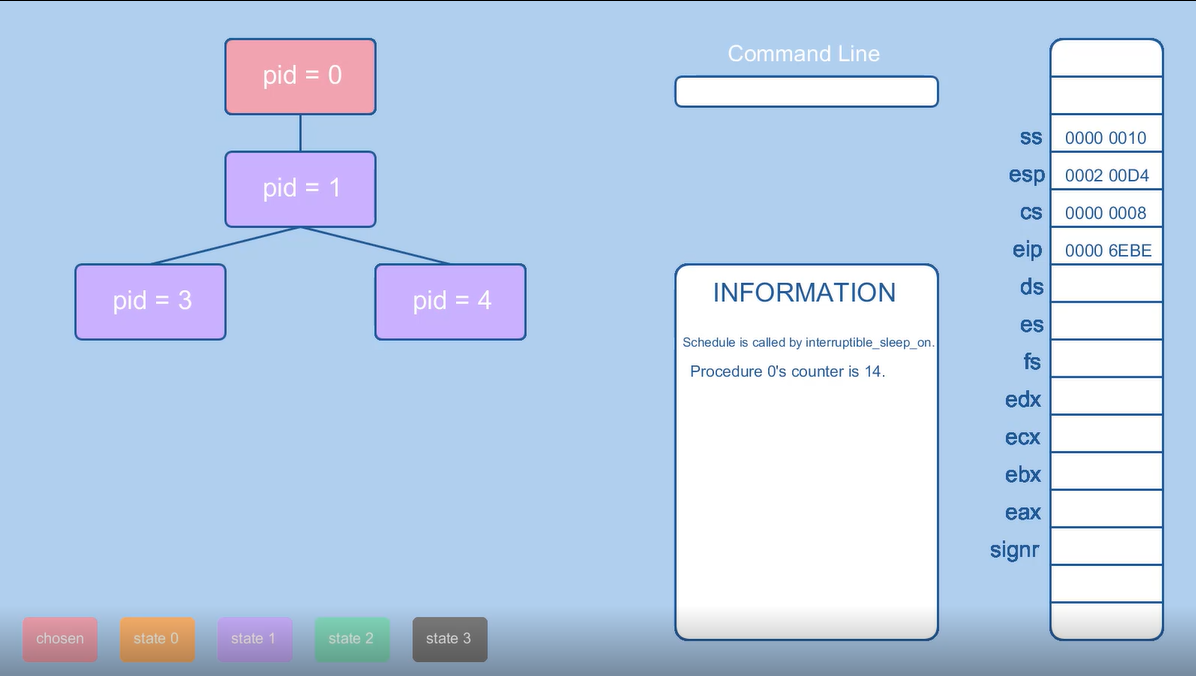 pid = 0
pid = 1
pid = 3
pid = 4
Command Line
INFORMATION
Schedule is called by interruptible_sleep_on.
Procedure 0's counter is 14.
ss 0000 0010
esp 0002 00D4
cs 0000 0008
eip 0000 6EBE
ds
es
fs
edx
ecx
ebx
eax
signr
chosen
state 0
state 1
state 2
state 3